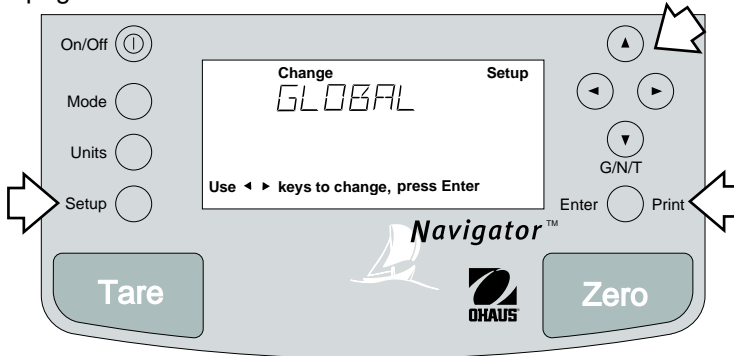 On/Off
Mode
Units
Setup
Change Setup
GLOBAL
Use ◄ ► keys to change, press Enter
G/N/T
Enter Print
Navigator™
Tare
OHAUS®
Zero